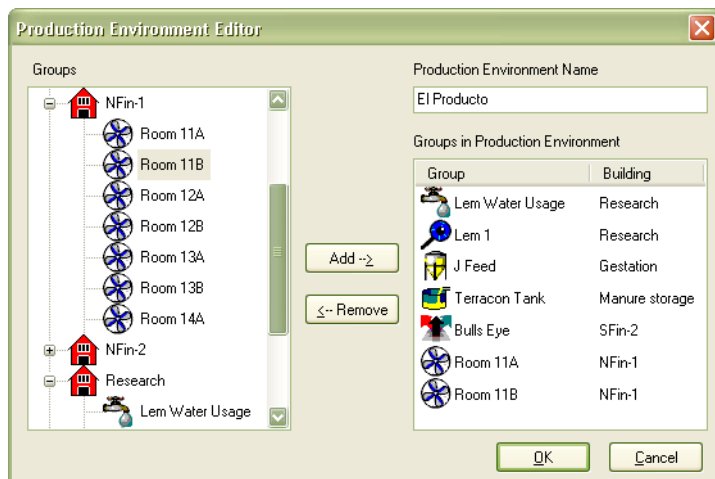 Production Environment Editor
Groups
NFin-1
Room 11A
Room 11B
Room 12A
Room 12B
Room 13A
Room 13B
Room 14A
NFin-2
Research
Lem Water Usage
Add -->
<-- Remove
Production Environment Name
El Producto
Groups in Production Environment
Group Building
Lem Water Usage Research
Lem 1 Research
J Feed Gestation
Terracon Tank Manure storage
Bulls Eye SFin-2
Room 11A NFin-1
Room 11B NFin-1
OK Cancel